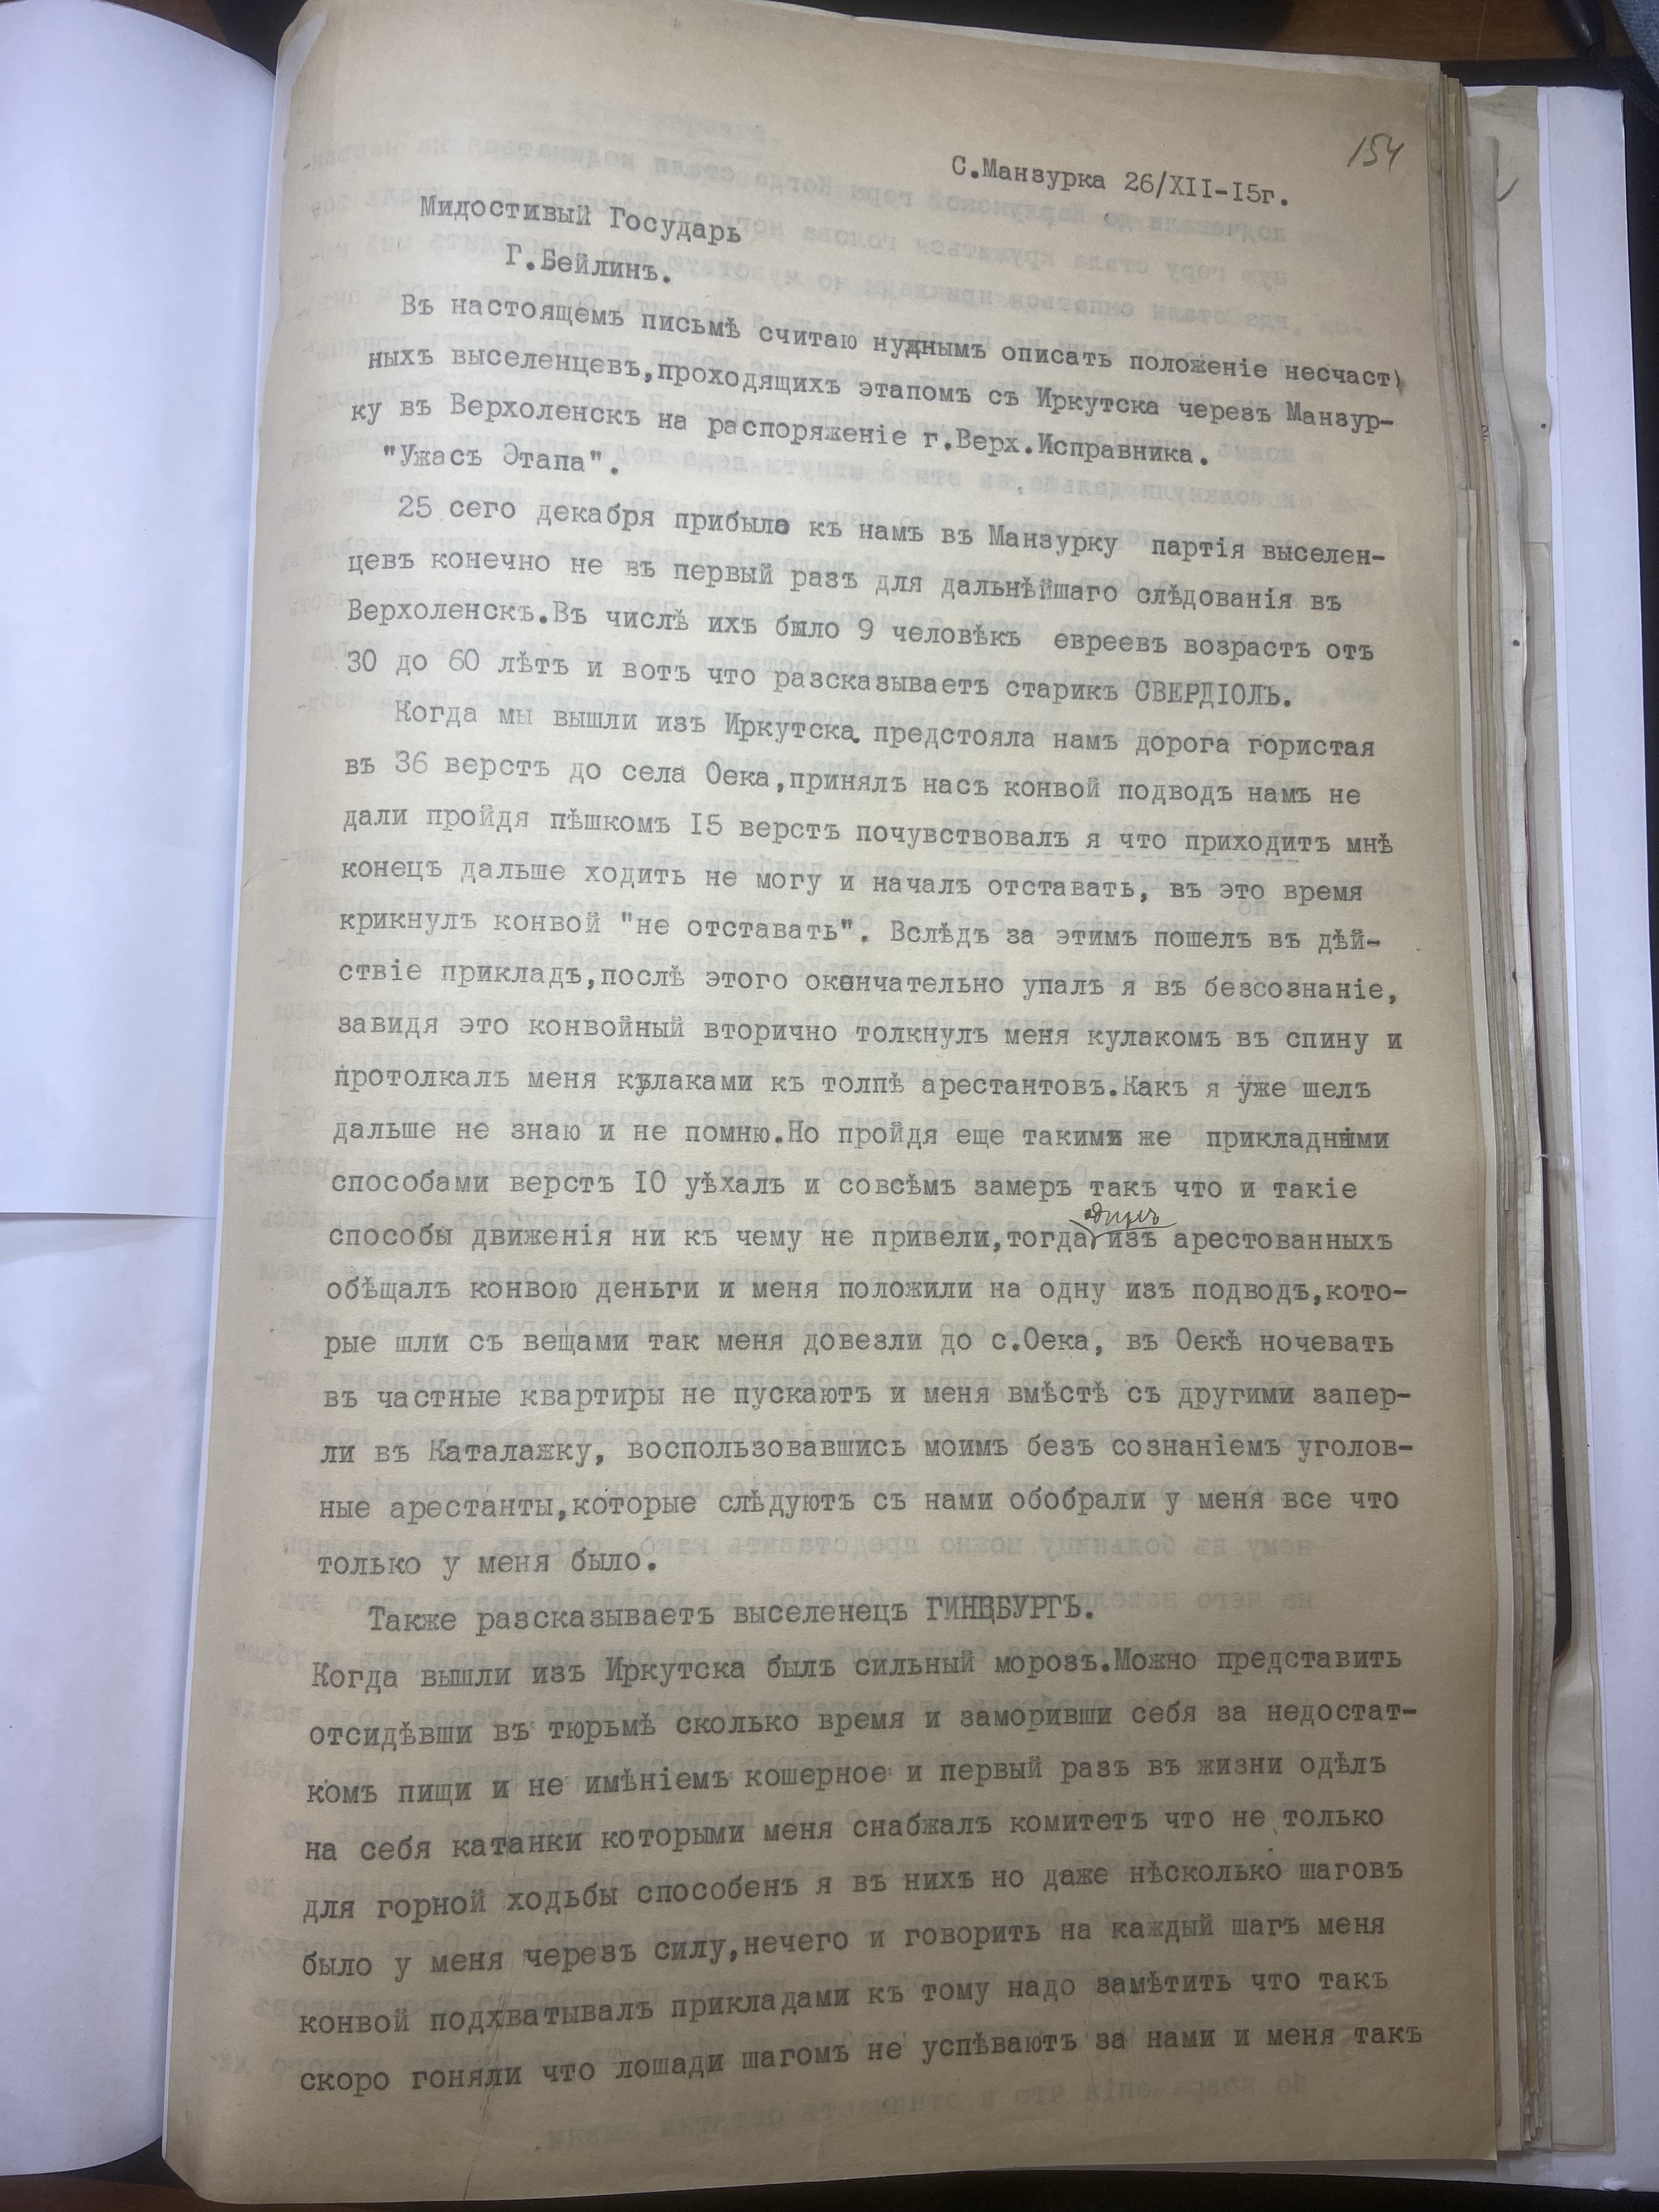 154
С.Манзурка 26/XII-I5г.
Мидостивый Государь
Г.Бейлинъ.
Въ настоящемъ письмѣ считаю нужнымъ описать положеніе несчаст)
ныхъ выселенцевъ,проходящихъ этапомъ съ Иркутска черезъ Манзур-
ку въ Верхоленскъ на распоряженіе г.Верх.Исправника.
"Ужасъ Этапа".
25 сего декабря прибыло къ намъ въ Манзурку партія выселен-
цевъ конечно не въ первый разъ для дальнѣйшаго слѣдованія въ
Верхоленскъ.Въ числѣ ихъ было 9 человѣкъ евреевъ возрастъ отъ
30 до 60 лѣтъ и вотъ что разсказываетъ старикъ СВЕРДІОЛЬ.
Когда мы вышли изъ Иркутска. предстояла намъ дорога гористая
въ 36 верстъ до села Оека,принялъ насъ конвой подводъ намъ не
дали пройдя пѣшкомъ I5 верстъ почувствовалъ я что приходитъ мнѣ
конецъ дальше ходить не могу и началъ отставать, въ это время
крикнулъ конвой "не отставать". Вслѣдъ за этимъ пошелъ въ дѣй-
ствіе прикладъ,послѣ этого окончательно упалъ я въ безсознаніе,
завидя это конвойный вторично толкнулъ меня кулакомъ въ спину и
протолкалъ меня кулаками къ толпѣ арестантовъ.Какъ я уже шелъ
дальше не знаю и не помню.Но пройдя еще такими же прикладными
способами верстъ I0 уѣхалъ и совсѣмъ замеръ такъ что и такіе
одинъ
способы движенія ни къ чему не привели,тогда изъ арестованныхъ
обѣщалъ конвою деньги и меня положили на одну изъ подводъ,кото-
рые шли съ вещами так меня довезли до с.Оека, въ Оекѣ ночевать
въ частные квартиры не пускаютъ и меня вмѣстѣ съ другими запер-
ли въ Каталажку, воспользовавшись моимъ безъ сознаніемъ уголов-
ные арестанты,которые слѣдуютъ съ нами обобрали у меня все что
только у меня было.
Также разсказываетъ выселенецъ ГИНЦБУРГЪ.
Когда вышли изъ Иркутска былъ сильный морозъ.Можно представить
отсидѣвши въ тюрьмѣ сколько время и заморивши себя за недостат-
комъ пищи и не имѣніемъ кошерное и первый разъ въ жизни одѣлъ
на себя катанки которыми меня снабжалъ комитетъ что не только
для горной ходьбы способенъ я въ нихъ но даже нѣсколько шаговъ
было у меня черезъ силу,нечего и говорить на каждый шагъ меня
конвой подхватывалъ прикладами къ тому надо замѣтить что такъ
скоро гоняли что лошади шагомъ не успѣваютъ за нами и меня такъ